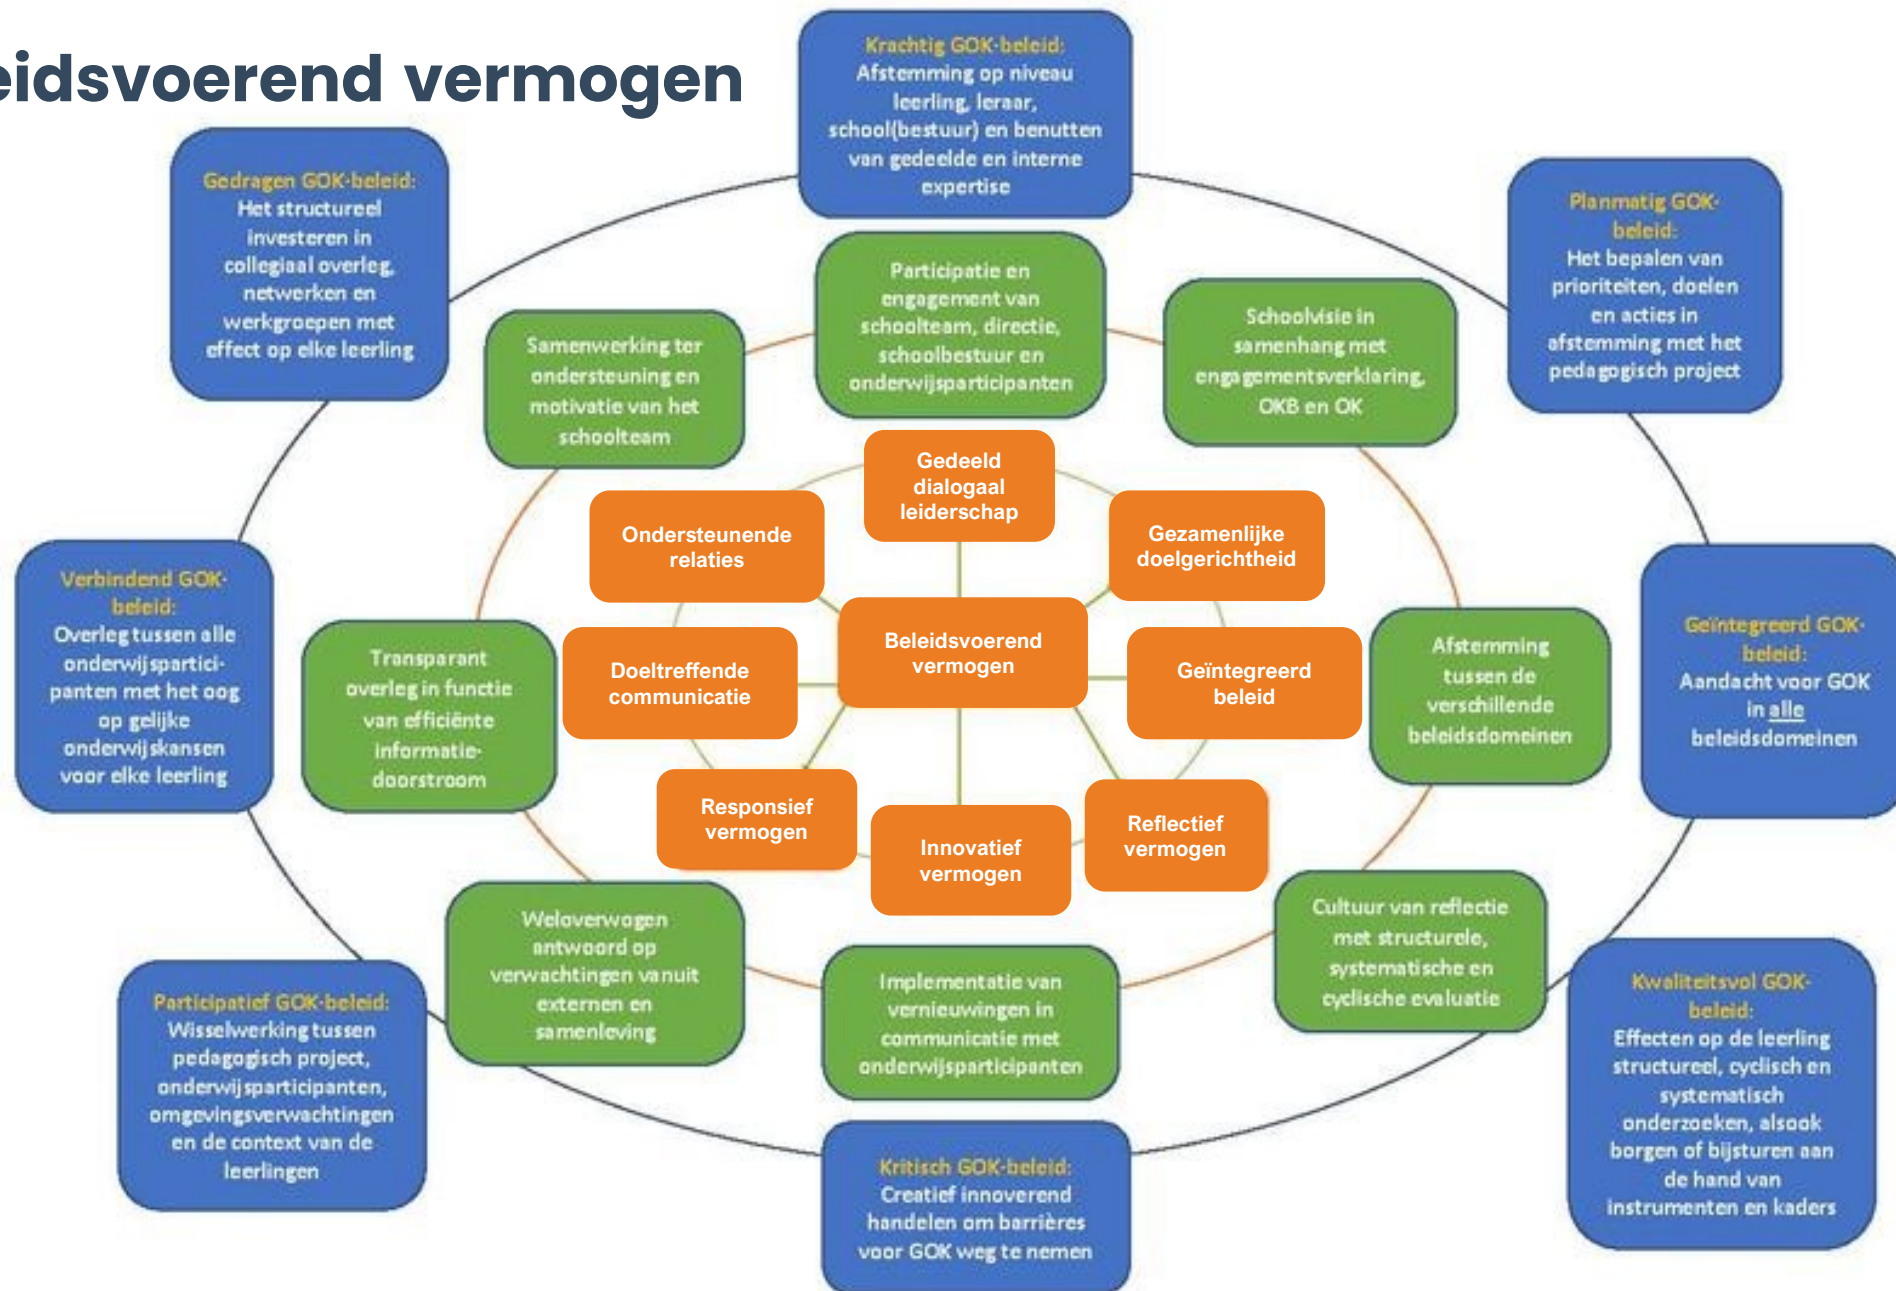 eidsvoerend vermogen
Krachtig GOK-beleid:
Afstemming op niveau
leerling, leraar,
school(bestuur) en benutten
van gedeelde en interne
expertise
Gedragen GOK-beleid:
Het structureel
investeren in
collegiaal overleg,
netwerken en
werkgroepen met
effect op elke leerling
Planmatig GOK-
beleid:
Het bepalen van
prioriteiten, doelen
en acties in
afstemming met het
pedagogisch project
Participatie en
engagement van
schoolteam, directie,
schoolbestuur en
onderwijsparticipanten
Samenwerking ter
ondersteuning en
motivatie van het
schoolteam
Schoolvisie in
samenhang met
engagementsverklaring,
OKB en OK
Gedeeld
dialogaal
leiderschap
Ondersteunende
relaties
Gezamenlijke
doelgerichtheid
Verbindend GOK-
beleid:
Overleg tussen alle
onderwijspartici-
panten met het oog
op gelijke
onderwijskansen
voor elke leerling
Transparant
overleg in functie
van efficiënte
informatie-
doorstroom
Doeltreffende
communicatie
Beleidsvoerend
vermogen
Geïntegreerd
beleid
Afstemming
tussen de
verschillende
beleidsdomeinen
Geïntegreerd GOK-
beleid:
Aandacht voor GOK
in alle
beleidsdomeinen
Responsief
vermogen
Innovatief
vermogen
Reflectief
vermogen
Weloverwogen
antwoord op
verwachtingen vanuit
externen en
samenleving
Implementatie van
vernieuwingen in
communicatie met
onderwijsparticipanten
Cultuur van reflectie
met structurele,
systematische en
cyclische evaluatie
Participatief GOK-beleid:
Wisselwerking tussen
pedagogisch project,
onderwijsparticipanten,
omgevingsverwachtingen
en de context van de
leerlingen
Kritisch GOK-beleid:
Creatief innoverend
handelen om barrières
voor GOK weg te nemen
Kwaliteitsvol GOK-
beleid:
Effecten op de leerling
structureel, cyclisch en
systematisch
onderzoeken, alsook
borgen of bijsturen aan
de hand van
instrumenten en kaders